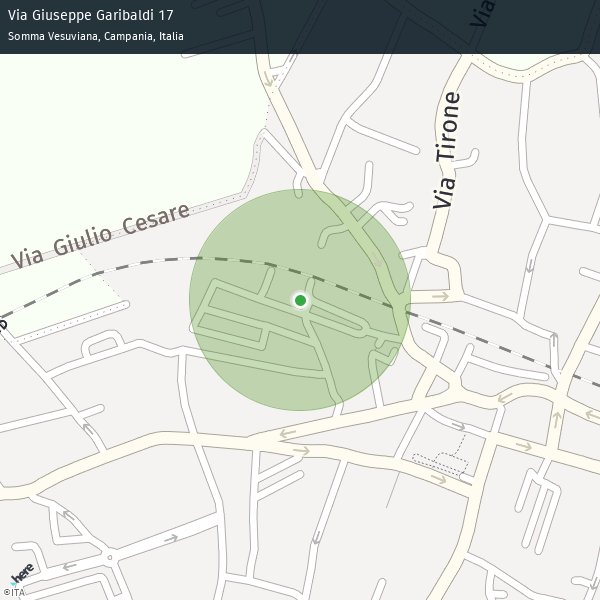 Via Giuseppe Garibaldi 17
Somma Vesuviana, Campania, Italia
Via
Via Tirone
Via Giulio Cesare
here
©ITA